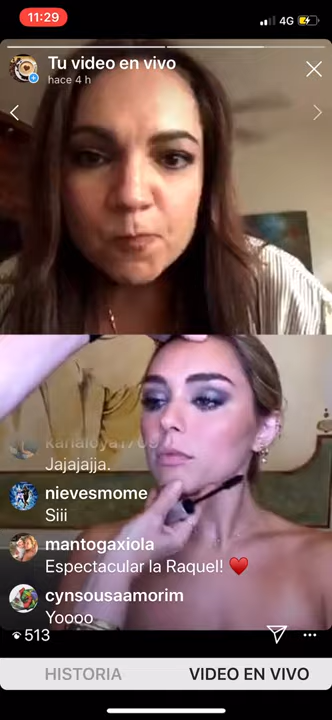 11:29
4G
Tu video en vivo
hace 4 h
Jajajajja.
nievesmome
Siii
mantogaxiola
Espectacular la Raquel! ♥
cynsousaamorim
Yoooo
513
HISTORIA
VIDEO EN VIVO